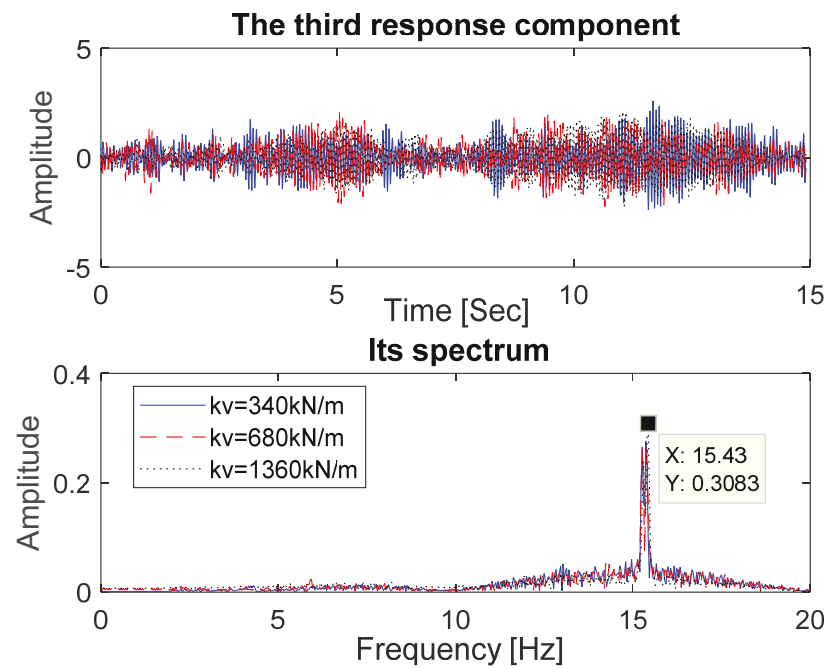 The third response component
5
0
-5
Amplitude
0
5
10
15
Time [Sec]
Its spectrum
0.4
0.2
0
Amplitude
kv=340kN/m
kv=680kN/m
kv=1360kN/m
X: 15.43
Y: 0.3083
0
5
10
15
20
Frequency [Hz]